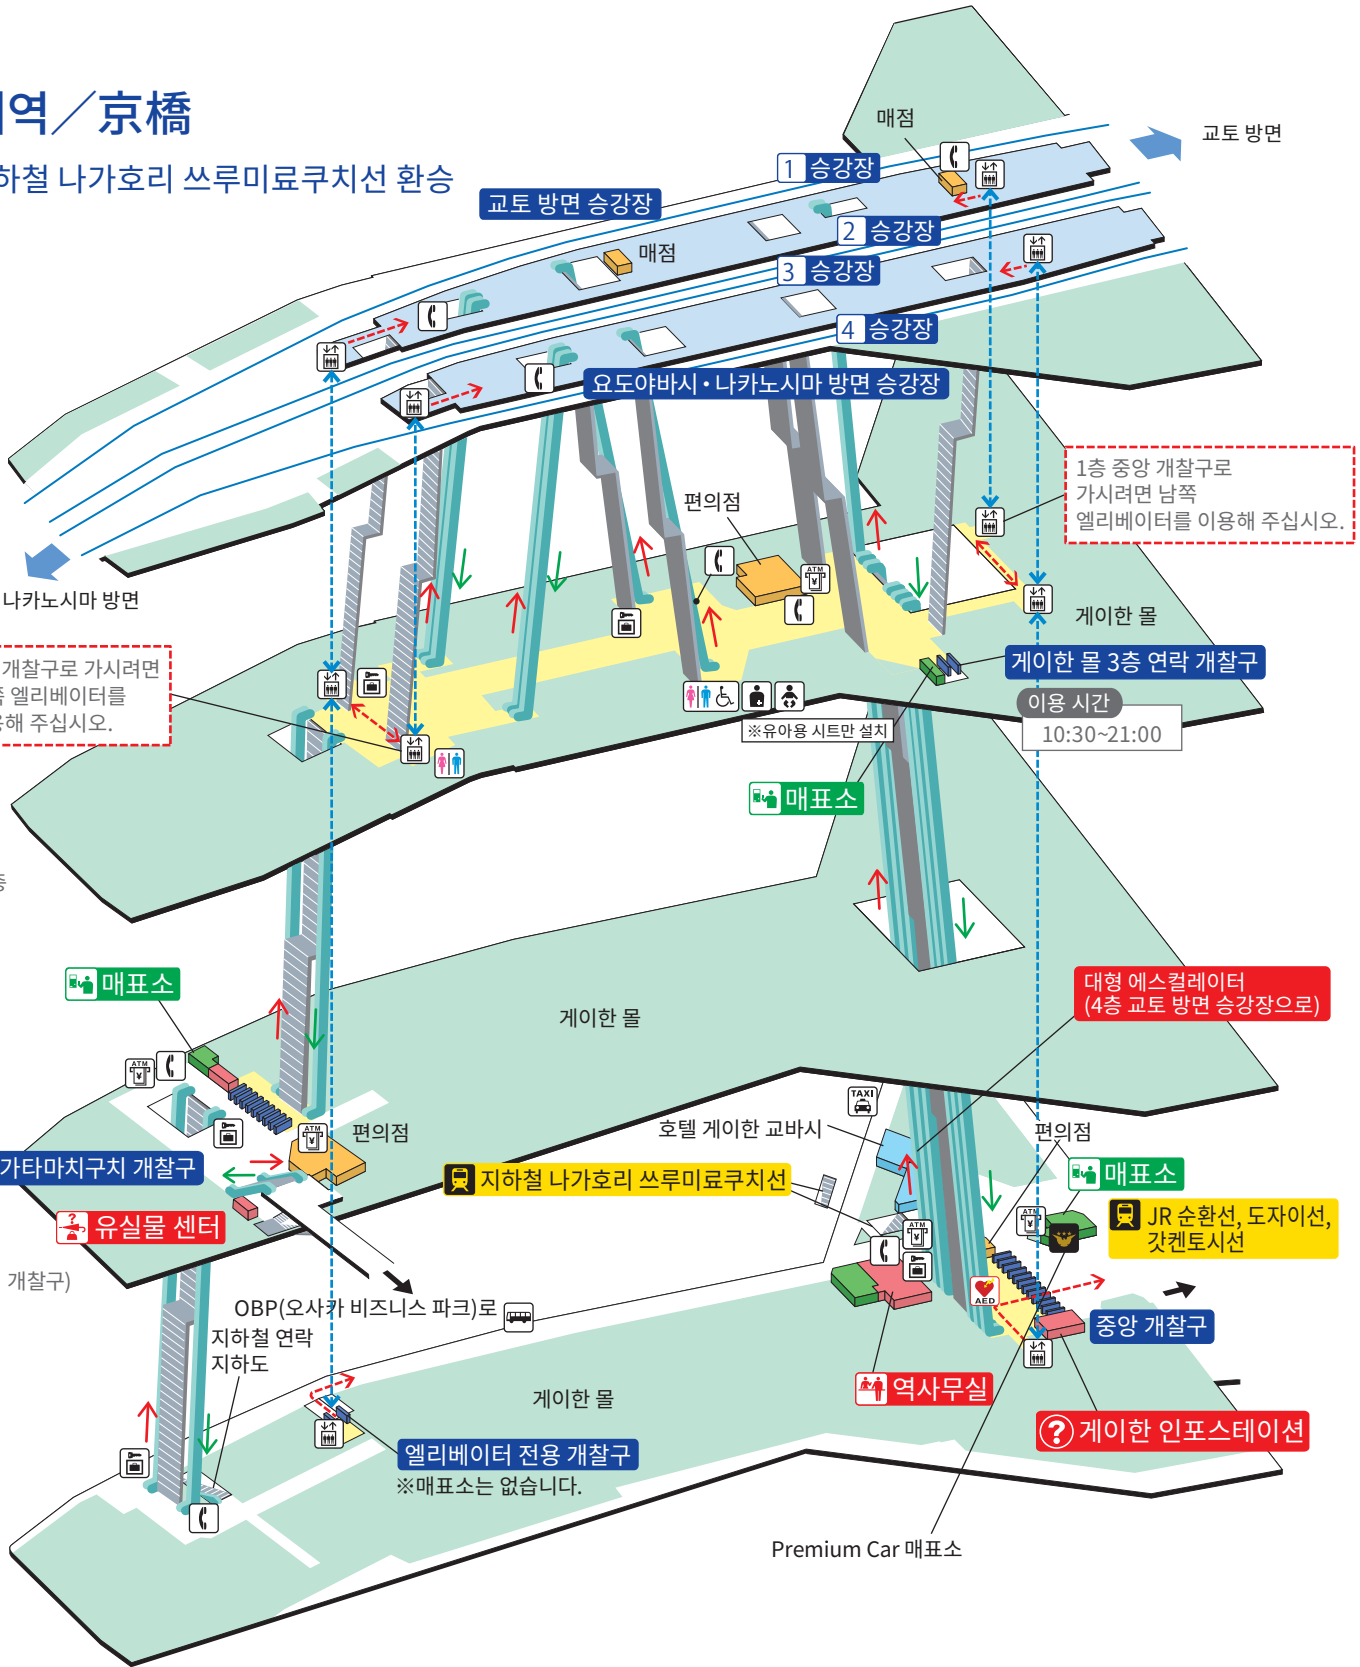 역／京橋
하철 나가호리 쓰루미료쿠치선 환승
매점
교토 방면
1 승강장
교토 방면 승강장
2 승강장
매점
3 승강장
4 승강장
요도야바시・나카노시마 방면 승강장
1층 중앙 개찰구로
가시려면 남쪽
엘리베이터를 이용해 주십시오.
편의점
ATM
나카노시마 방면
게이한 몰
개찰구로 가시려면
엘리베이터를
해 주십시오.
게이한 몰 3층 연락 개찰구
이용 시간
10:30~21:00
※유아용 시트만 설치
매표소
층
매표소
대형 에스컬레이터
(4층 교토 방면 승강장으로)
게이한 몰
ATM
TAXI
호텔 게이한 교바시
편의점
ATM
편의점
가타마치구치 개찰구
지하철 나가호리 쓰루미료쿠치선
매표소
유실물 센터
ATM
ATM
JR 순환선, 도자이선,
갓켄토시선
개찰구)
AED
OBP(오사카 비즈니스 파크)로
중앙 개찰구
지하철 연락
지하도
역사무실
게이한 몰
? 게이한 인포스테이션
엘리베이터 전용 개찰구
※매표소는 없습니다.
Premium Car 매표소